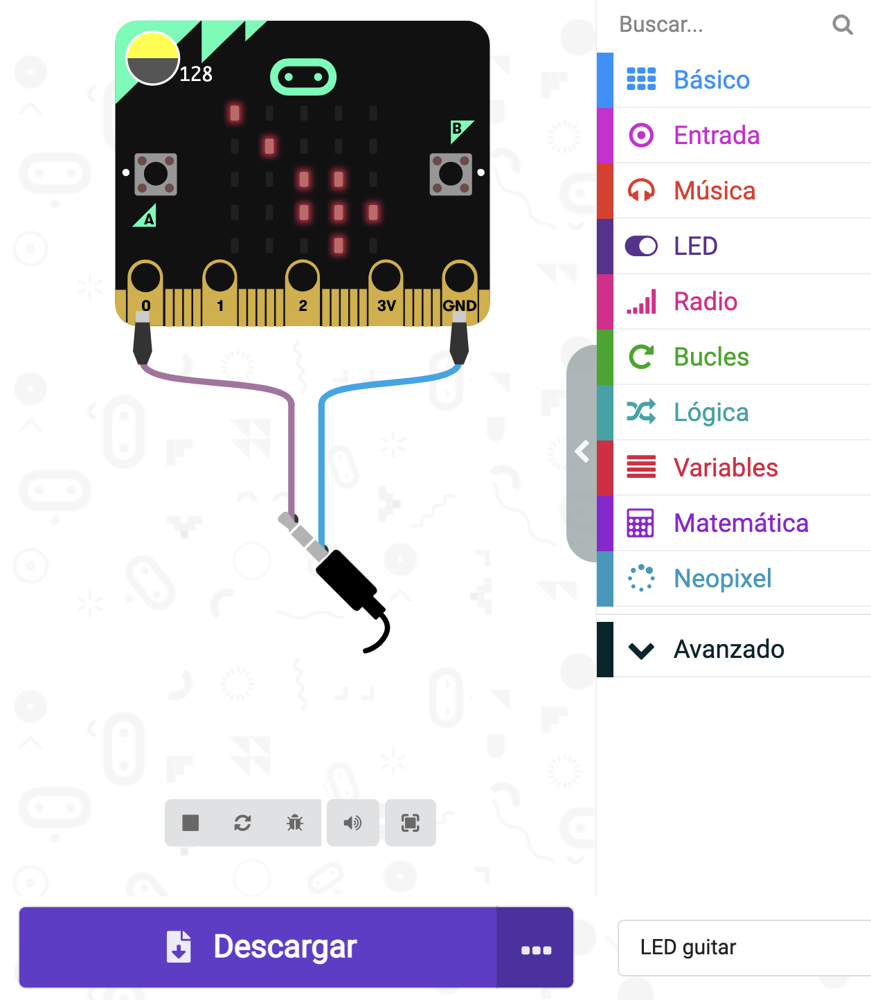 128
B
A
0 1 2 3V GND
Descargar
Buscar...
Básico
Entrada
Música
LED
Radio
Bucles
Lógica
Variables
Matemática
Neopixel
Avanzado
LED guitar